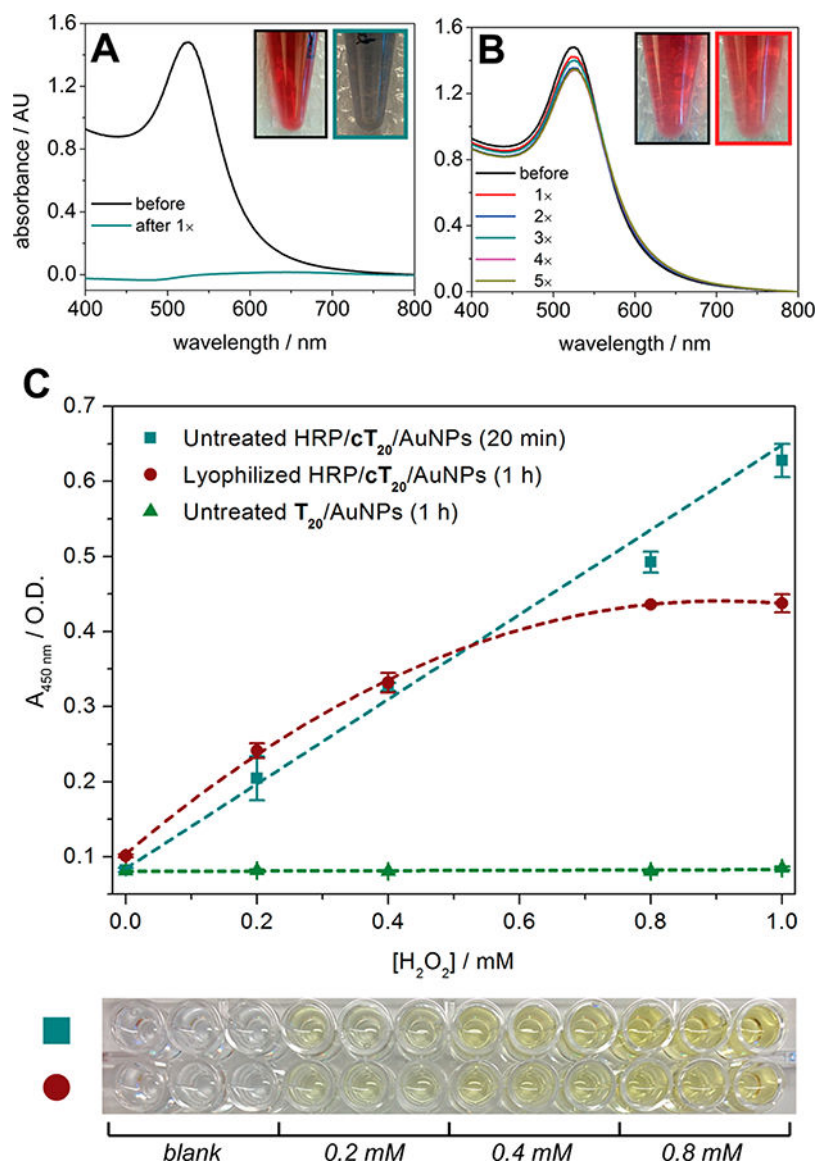 A
1.6
1.2
0.8
0.4
0.0
absorbance / AU
before
after 1×
400 500 600 700 800
wavelength / nm
B
1.6
1.2
0.8
0.4
0.0
before
1×
2×
3×
4×
5×
400 500 600 700 800
wavelength / nm
C
0.7
0.6
0.5
0.4
0.3
0.2
0.1
A450 nm / O.D.
Untreated HRP/cT20/AuNPs (20 min)
Lyophilized HRP/cT20/AuNPs (1 h)
Untreated T20/AuNPs (1 h)
0.0 0.2 0.4 0.6 0.8 1.0
[H2O2] / mM
blank 0.2 mM 0.4 mM 0.8 mM